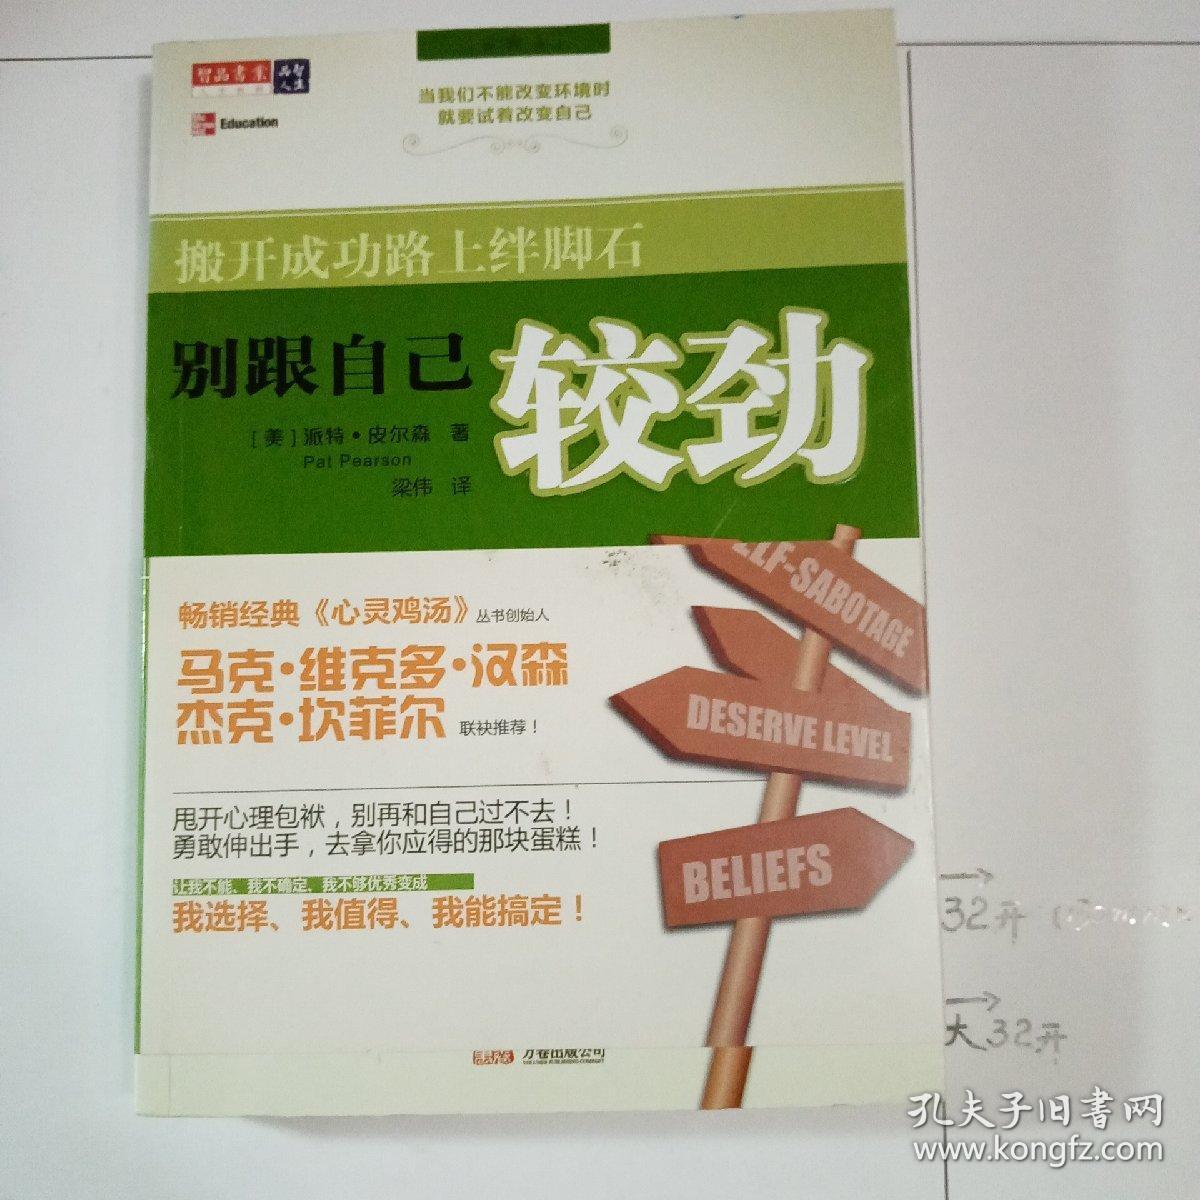 智品書業
品智人生
Education
当我们不能改变环境时
就要试着改变自己
搬开成功路上绊脚石
别跟自己
较劲
[美]派特·皮尔森 著
Pat Pearson
梁伟 译
畅销经典《心灵鸡汤》丛书创始人
马克·维克多·汉森
杰克·坎菲尔 联袂推荐!
甩开心理包袱,别再和自己过不去!
勇敢伸出手,去拿你应得的那块蛋糕!
让我不能、我不确定、我不够优秀变成
我选择、我值得、我能搞定!
ELF-SABOTAGE
DESERVE LEVEL
BELIEFS
万卷出版公司
32开
大32开
孔夫子旧书网
www.kongfz.com